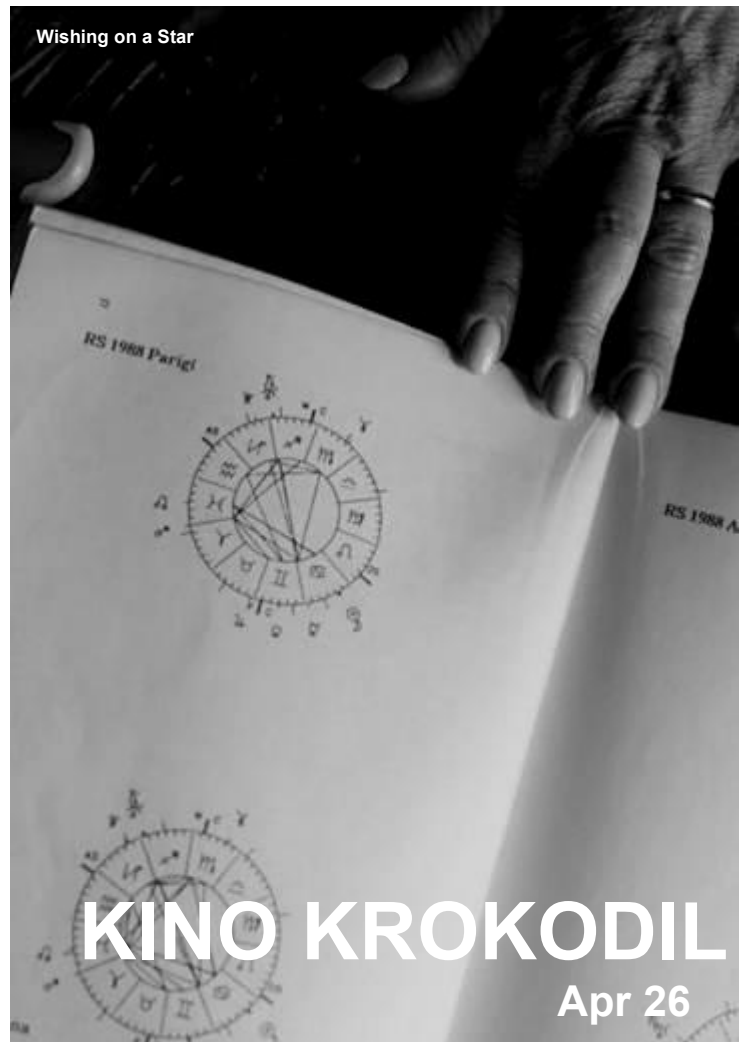 Wishing on a Star
RS 1988 Parigi
RS 1988
KINO KROKODIL
Apr 26